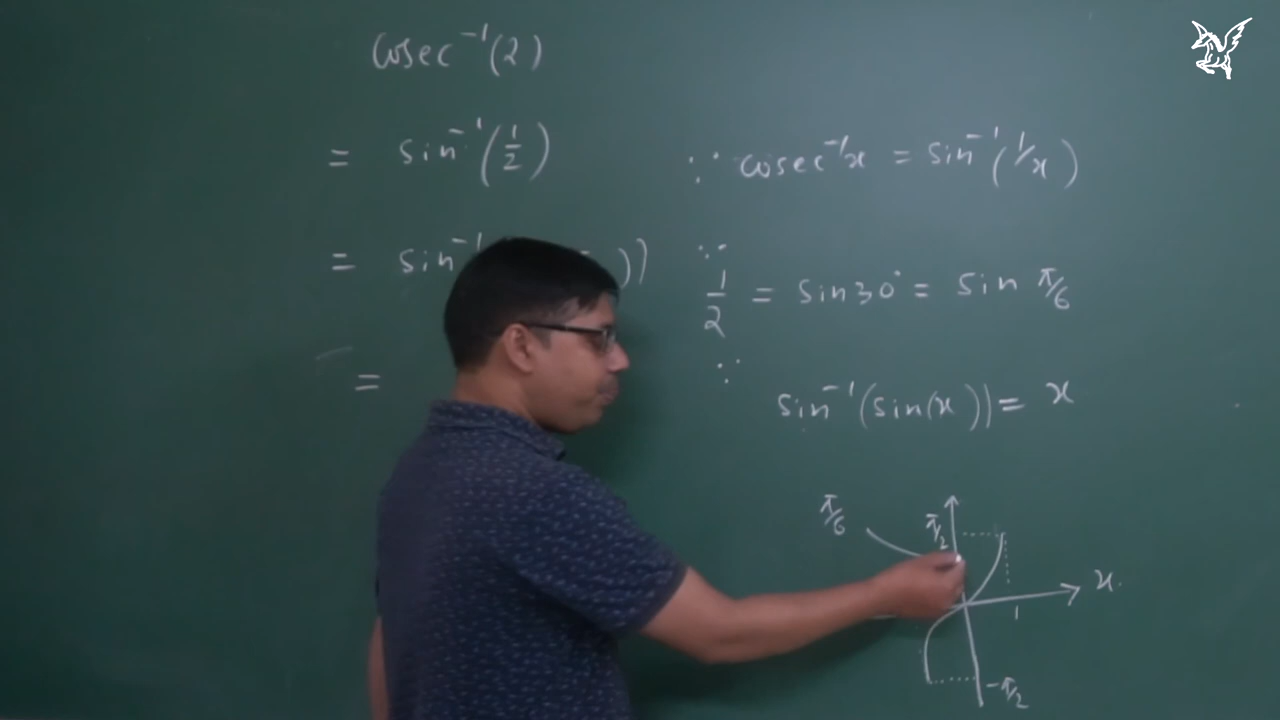 cosec⁻¹(2)
= sin⁻¹(1/2)
∵ cosec⁻¹x = sin⁻¹(1/x)
= sin⁻¹ ))
∵ 1/2 = sin30° = sin π/6
=
∵ sin⁻¹(sin(x)) = x
π/6
π/2
x
1
-π/2